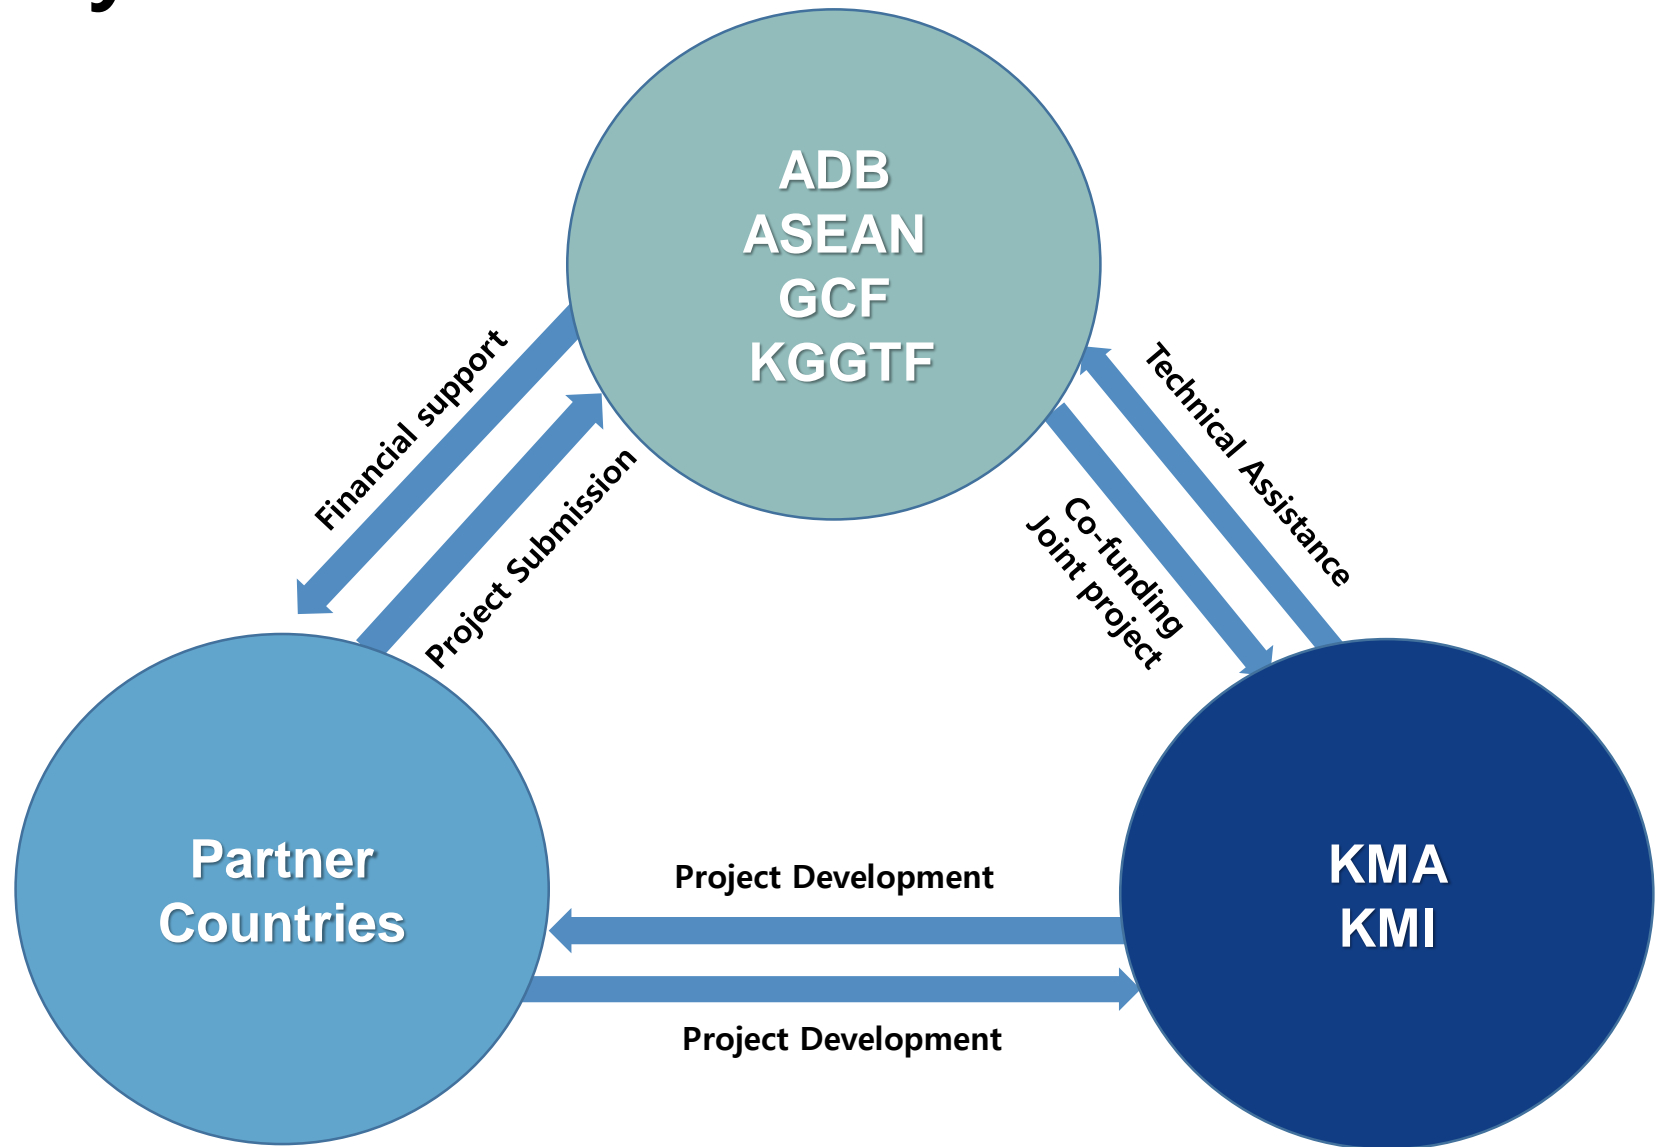 ADB
ASEAN
GCF
KGGTF
Financial support
Project Submission
Technical Assistance
Co-funding
Joint project
Partner
Countries
Project Development
Project Development
KMA
KMI